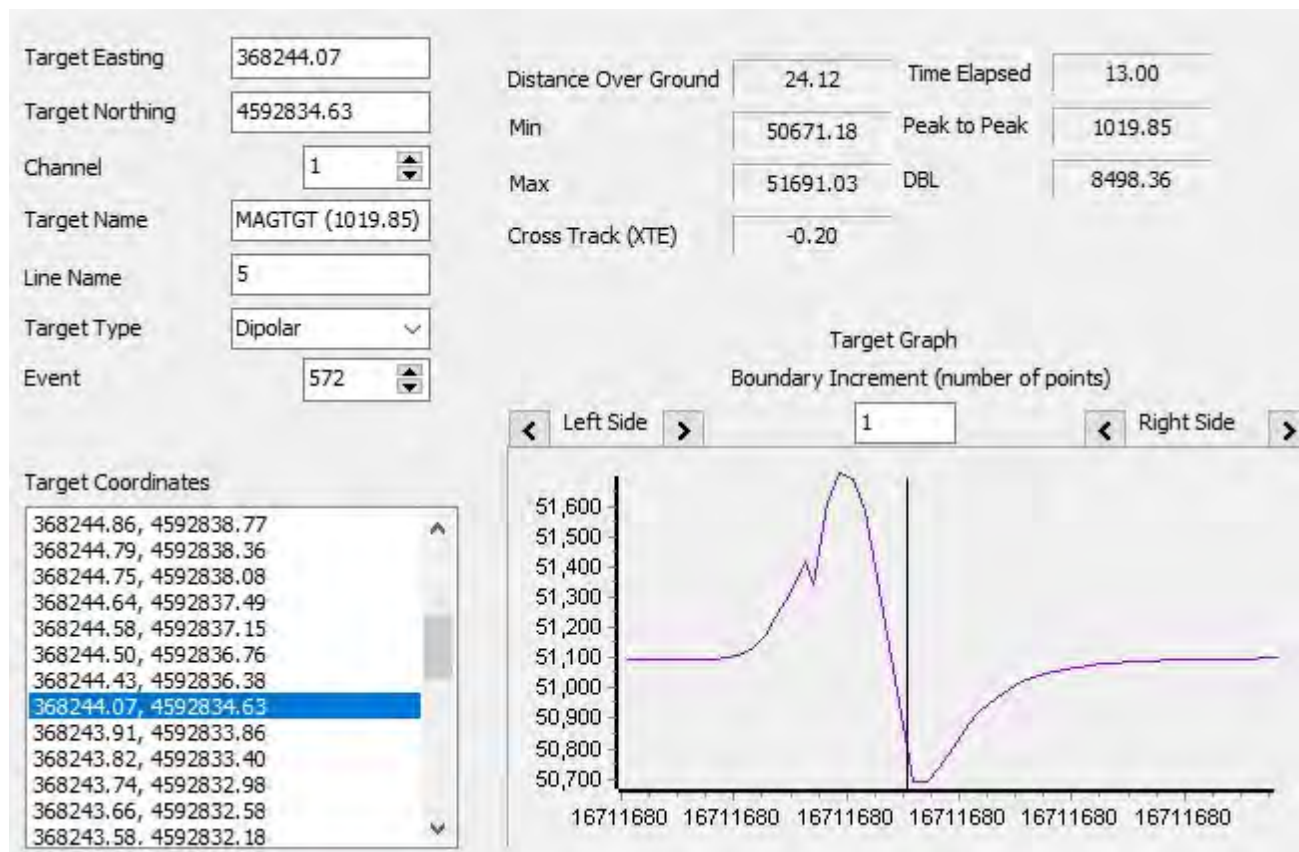 Target Easting 368244.07
Target Northing 4592834.63
Channel 1
Target Name MAGTGT (1019.85)
Line Name 5
Target Type Dipolar
Event 572
Distance Over Ground 24.12 Time Elapsed 13.00
Min 50671.18 Peak to Peak 1019.85
Max 51691.03 DBL 8498.36
Cross Track (XTE) -0.20
Target Coordinates
368244.86, 4592838.77
368244.79, 4592838.36
368244.75, 4592838.08
368244.64, 4592837.49
368244.58, 4592837.15
368244.50, 4592836.76
368244.43, 4592836.38
368244.07, 4592834.63
368243.91, 4592833.86
368243.82, 4592833.40
368243.74, 4592832.98
368243.66, 4592832.58
368243.58, 4592832.18
Target Graph
Boundary Increment (number of points)
< Left Side > 1 < Right Side >
51,600
51,500
51,400
51,300
51,200
51,100
51,000
50,900
50,800
50,700
16711680 16711680 16711680 16711680 16711680 16711680